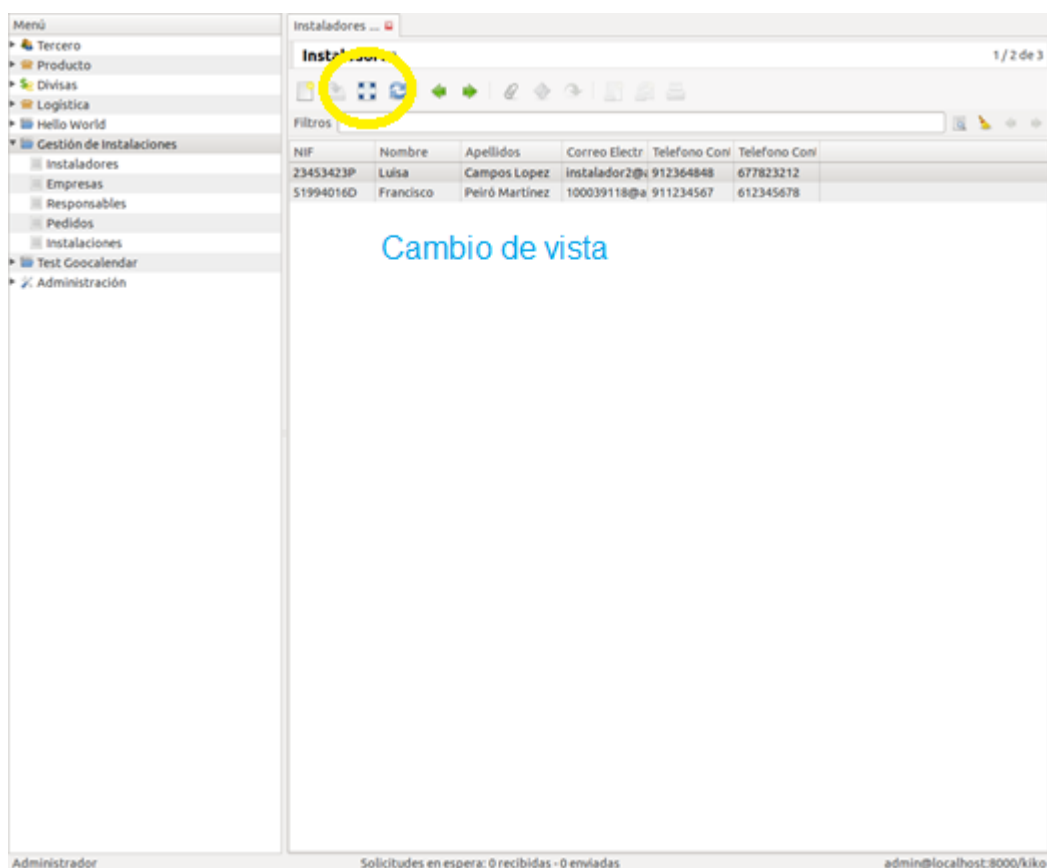 Menú
Tercero
Producto
Divisas
Logística
Hello World
Gestión de Instalaciones
Instaladores
Empresas
Responsables
Pedidos
Instalaciones
Test Goocalendar
Administración
Instaladores ...
1 / 2 de 3
Filtros
NIF Nombre Apellidos Correo Electr Telefono Con Telefono Con
23453423P Luisa Campos Lopez instalador2@ 912364848 677823212
51994016D Francisco Peiró Martínez 100039118@a 911234567 612345678
Cambio de vista
Administrador Solicitudes en espera: 0 recibidas - 0 enviadas admin@localhost:8000/kiko